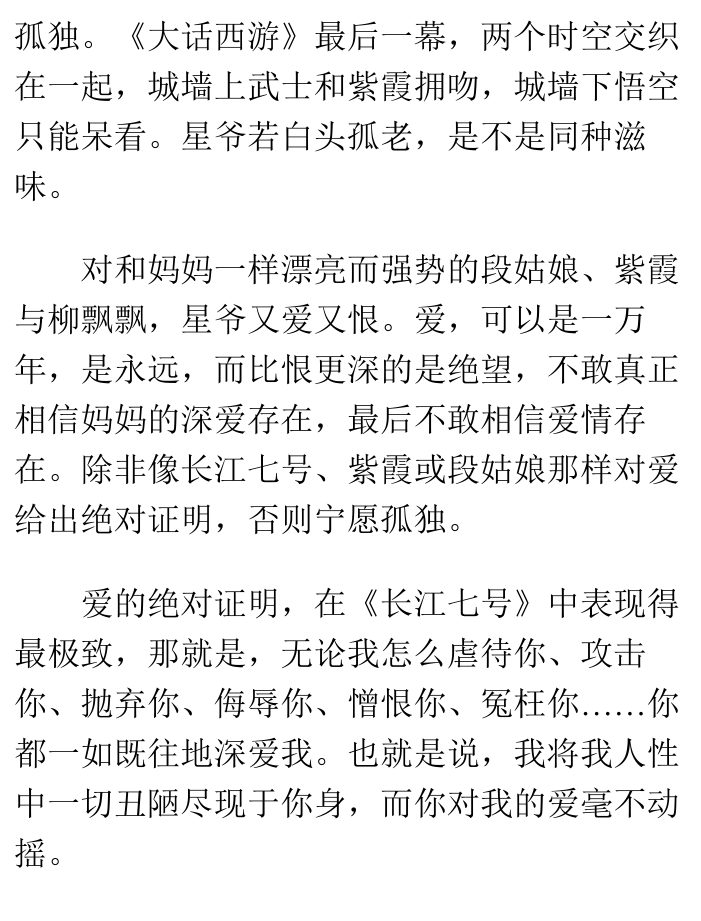 孤独。《大话西游》最后一幕，两个时空交织
在一起，城墙上武士和紫霞拥吻，城墙下悟空
只能呆看。星爷若白头孤老，是不是同种滋
味。
对和妈妈一样漂亮而强势的段姑娘、紫霞
与柳飘飘，星爷又爱又恨。爱，可以是一万
年，是永远，而比恨更深的是绝望，不敢真正
相信妈妈的深爱存在，最后不敢相信爱情存
在。除非像长江七号、紫霞或段姑娘那样对爱
给出绝对证明，否则宁愿孤独。
爱的绝对证明，在《长江七号》中表现得
最极致，那就是，无论我怎么虐待你、攻击
你、抛弃你、侮辱你、憎恨你、冤枉你……你
都一如既往地深爱我。也就是说，我将我人性
中一切丑陋尽现于你身，而你对我的爱毫不动
摇。